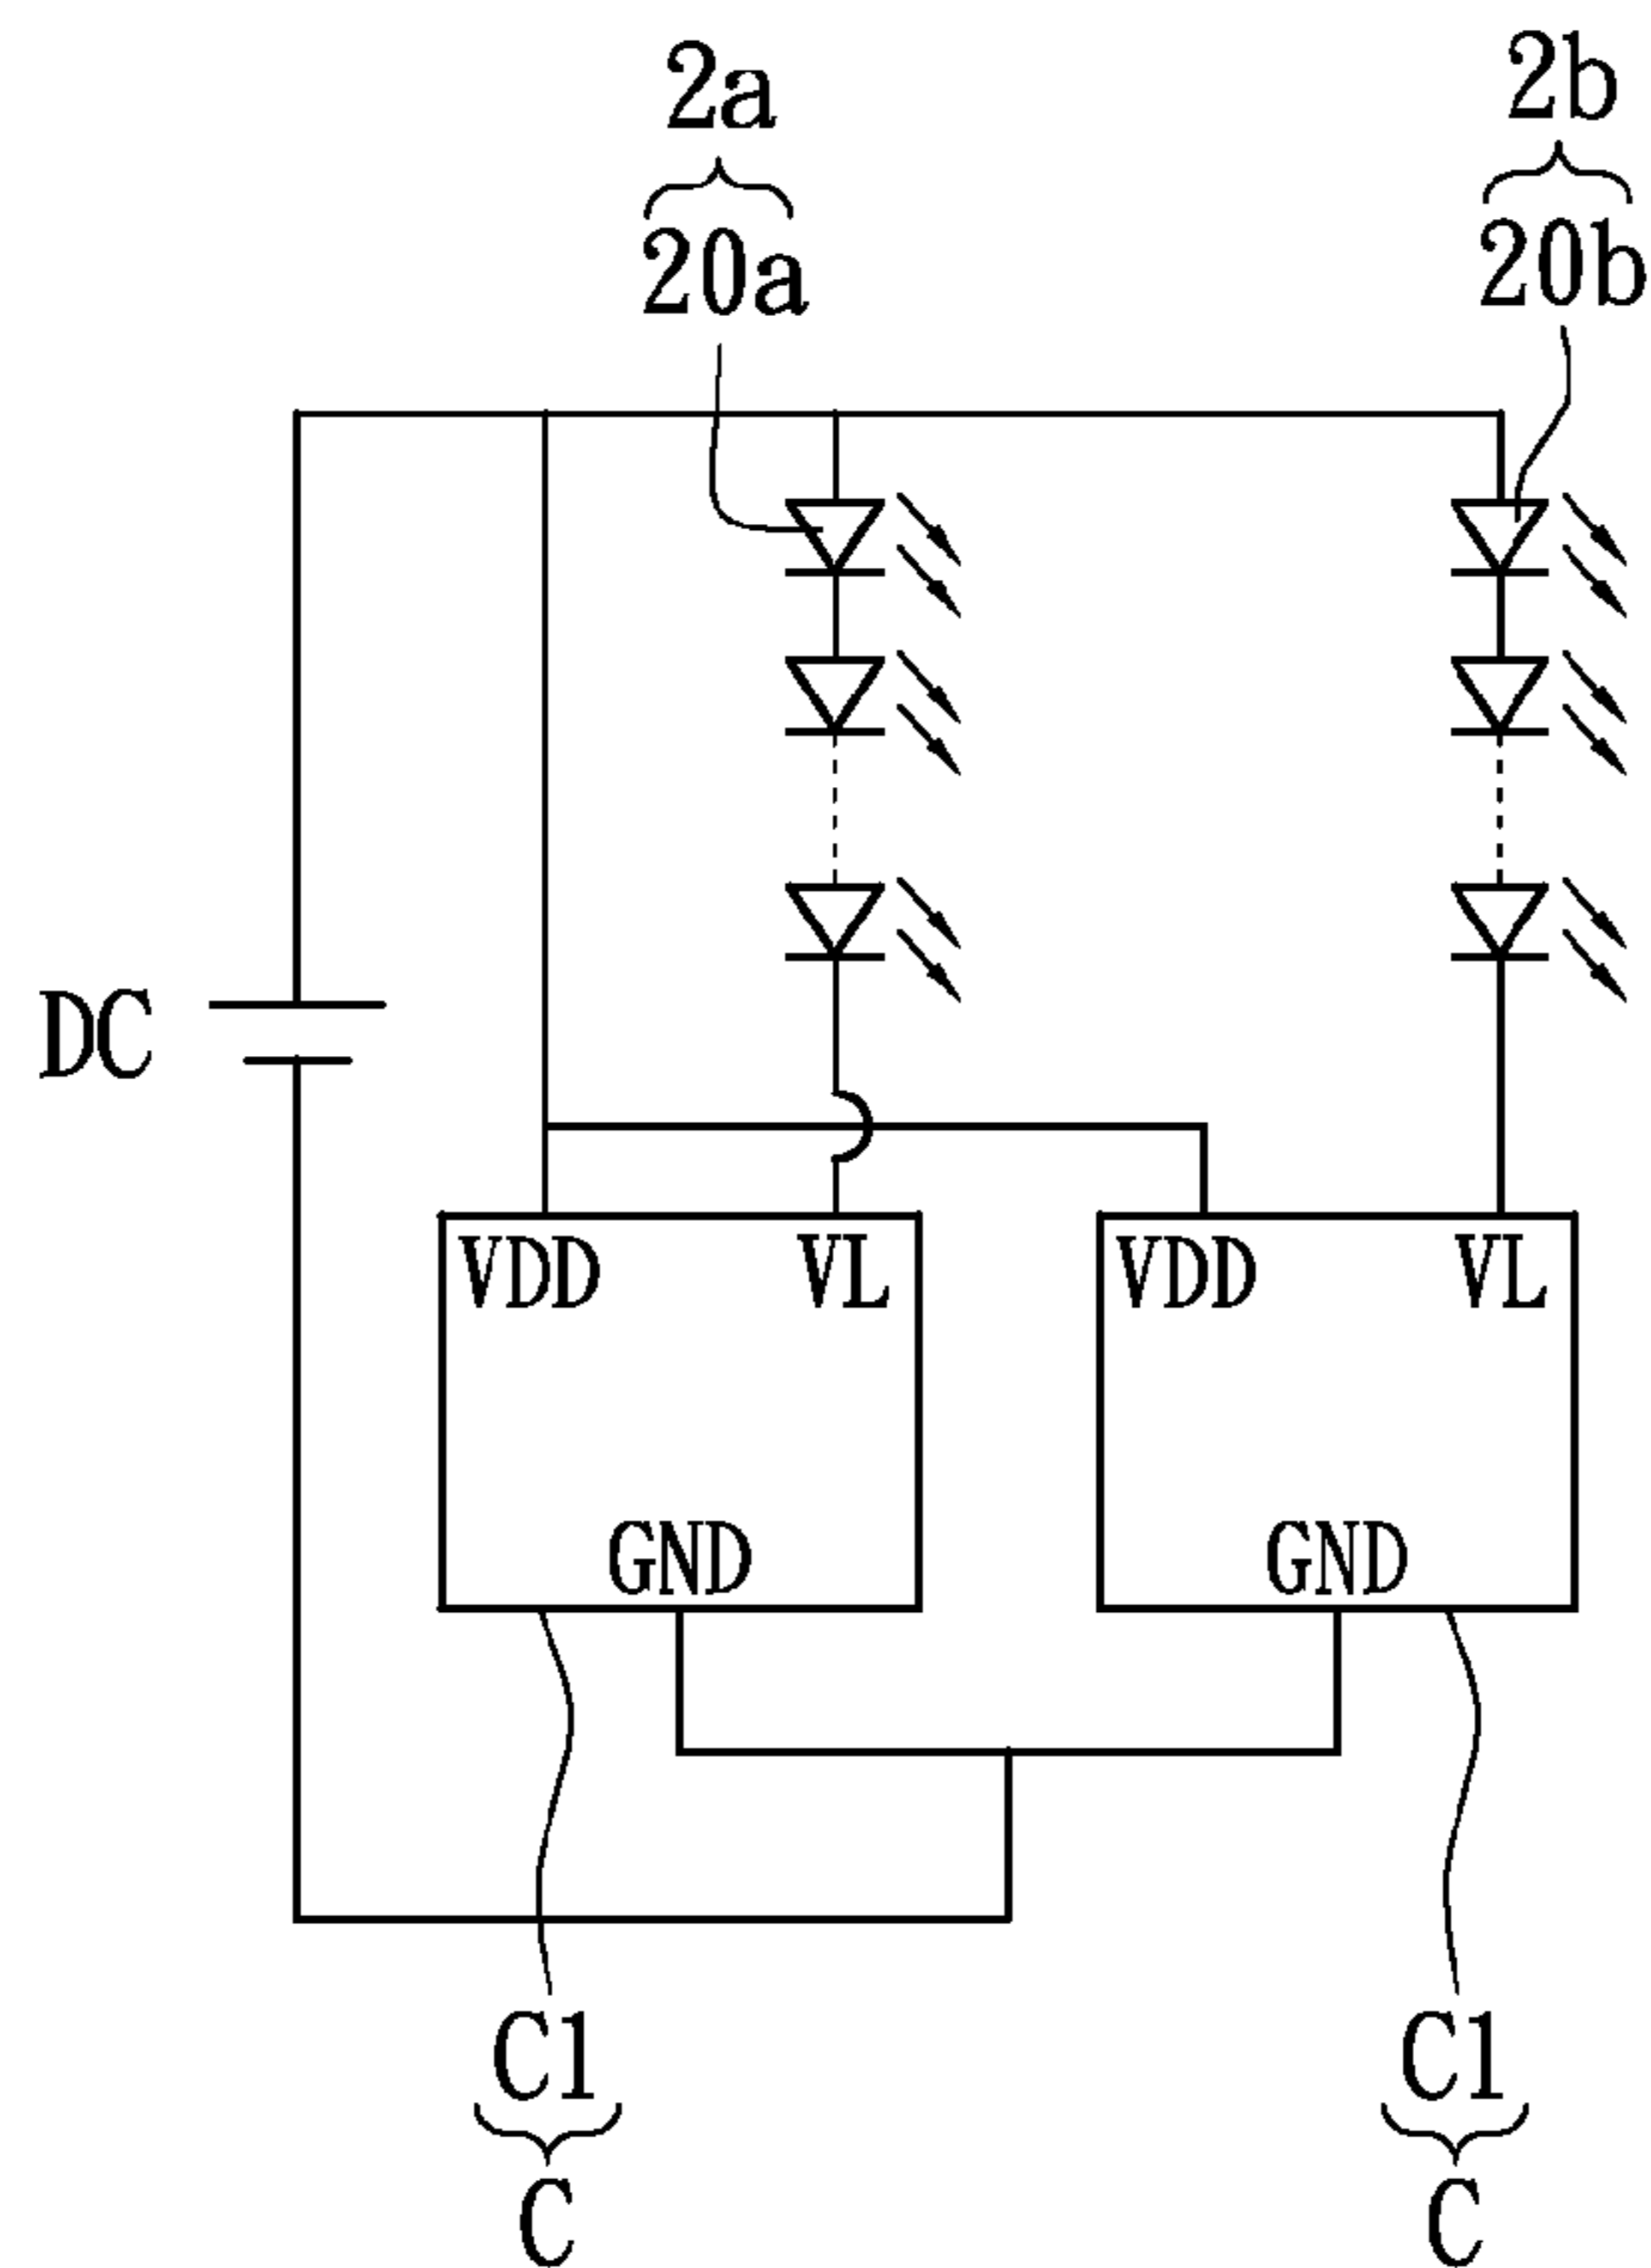 2a 2b
20a 20b
DC
VDD VL VDD VL
GND GND
C1 C1
C C